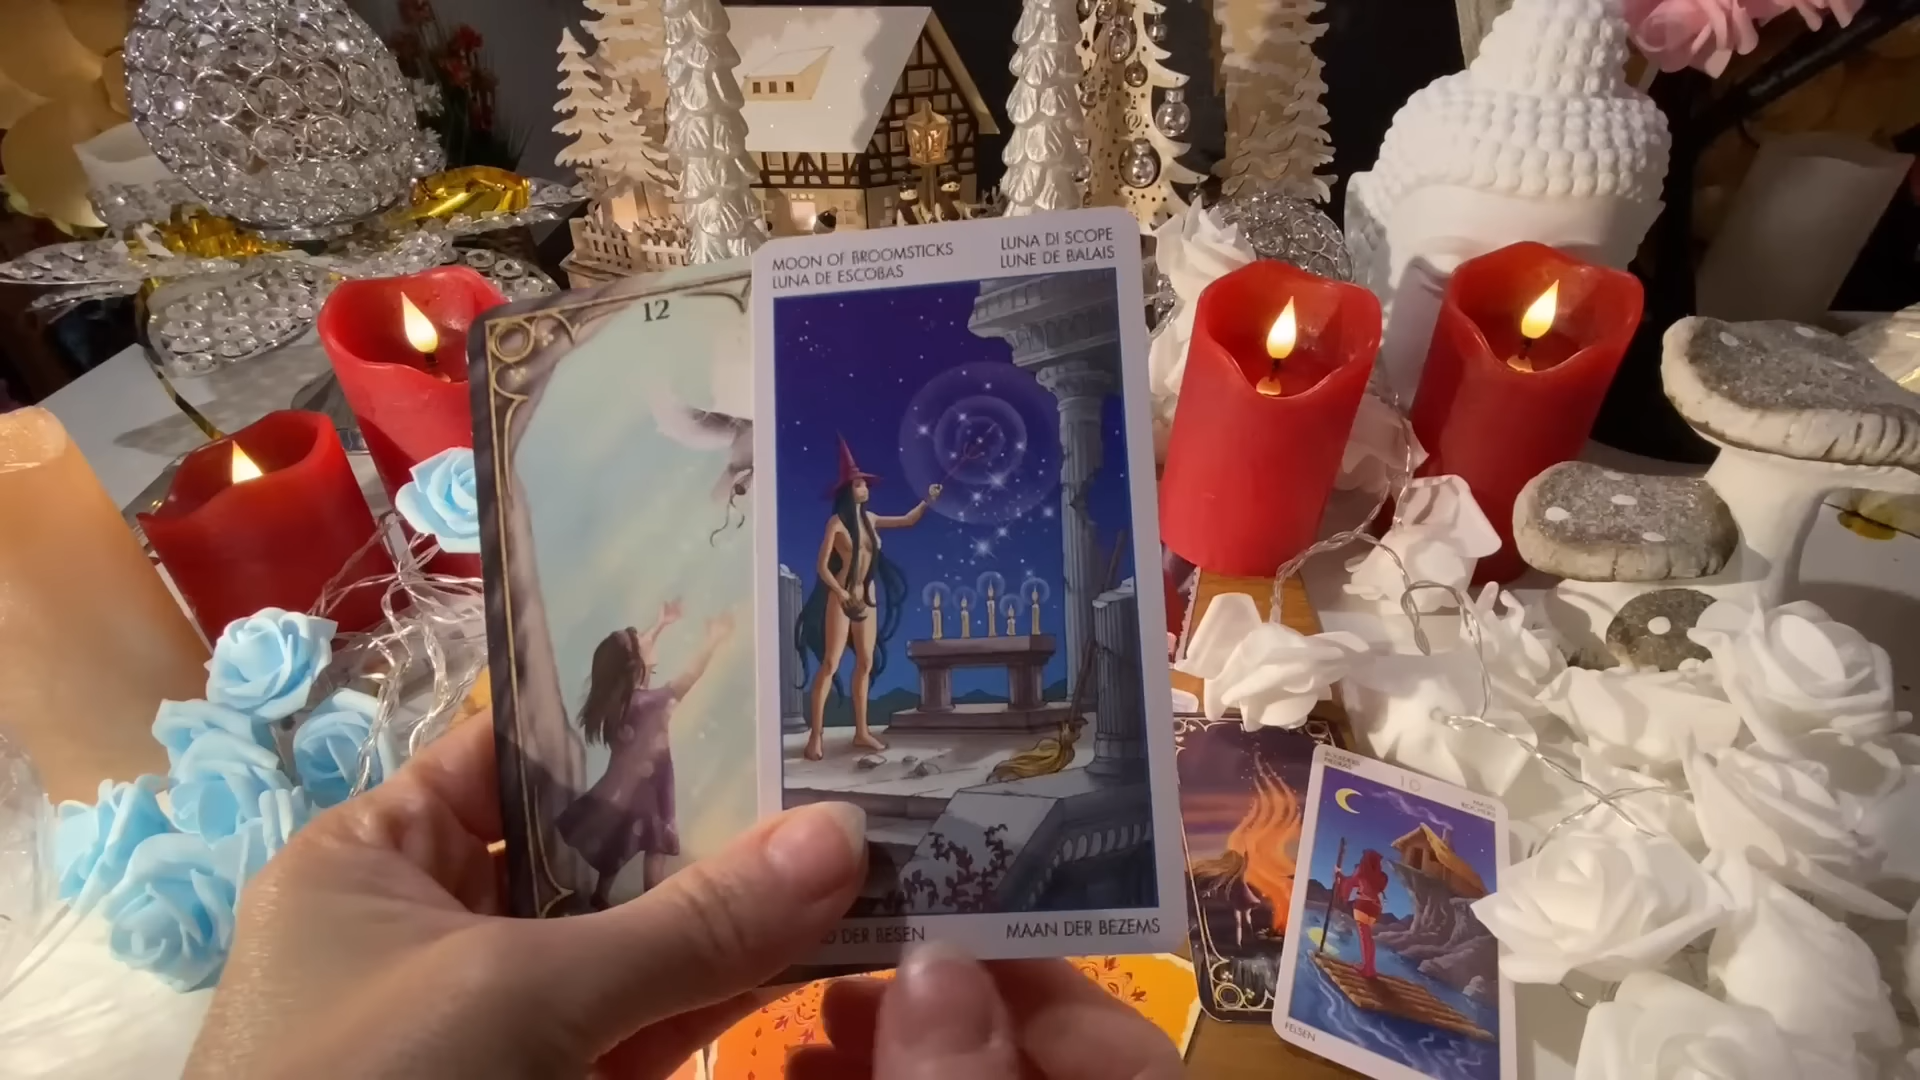 12
MOON OF BROOMSTICKS
LUNA DE ESCOBAS
LUNA DI SCOPE
LUNE DE BALAIS
DER BESEN
MAAN DER BEZEMS
10
FELSEN